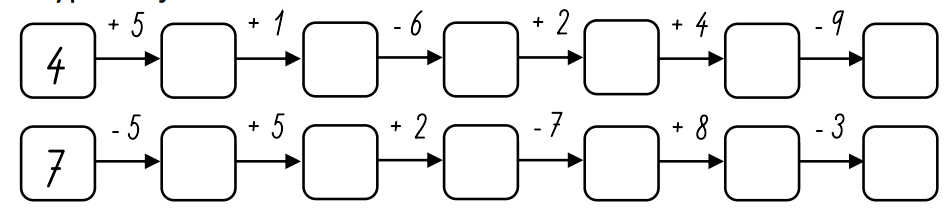 + 5 + 1 - 6 + 2 + 4 - 9
4
- 5 + 5 + 2 - 7 + 8 - 3
7